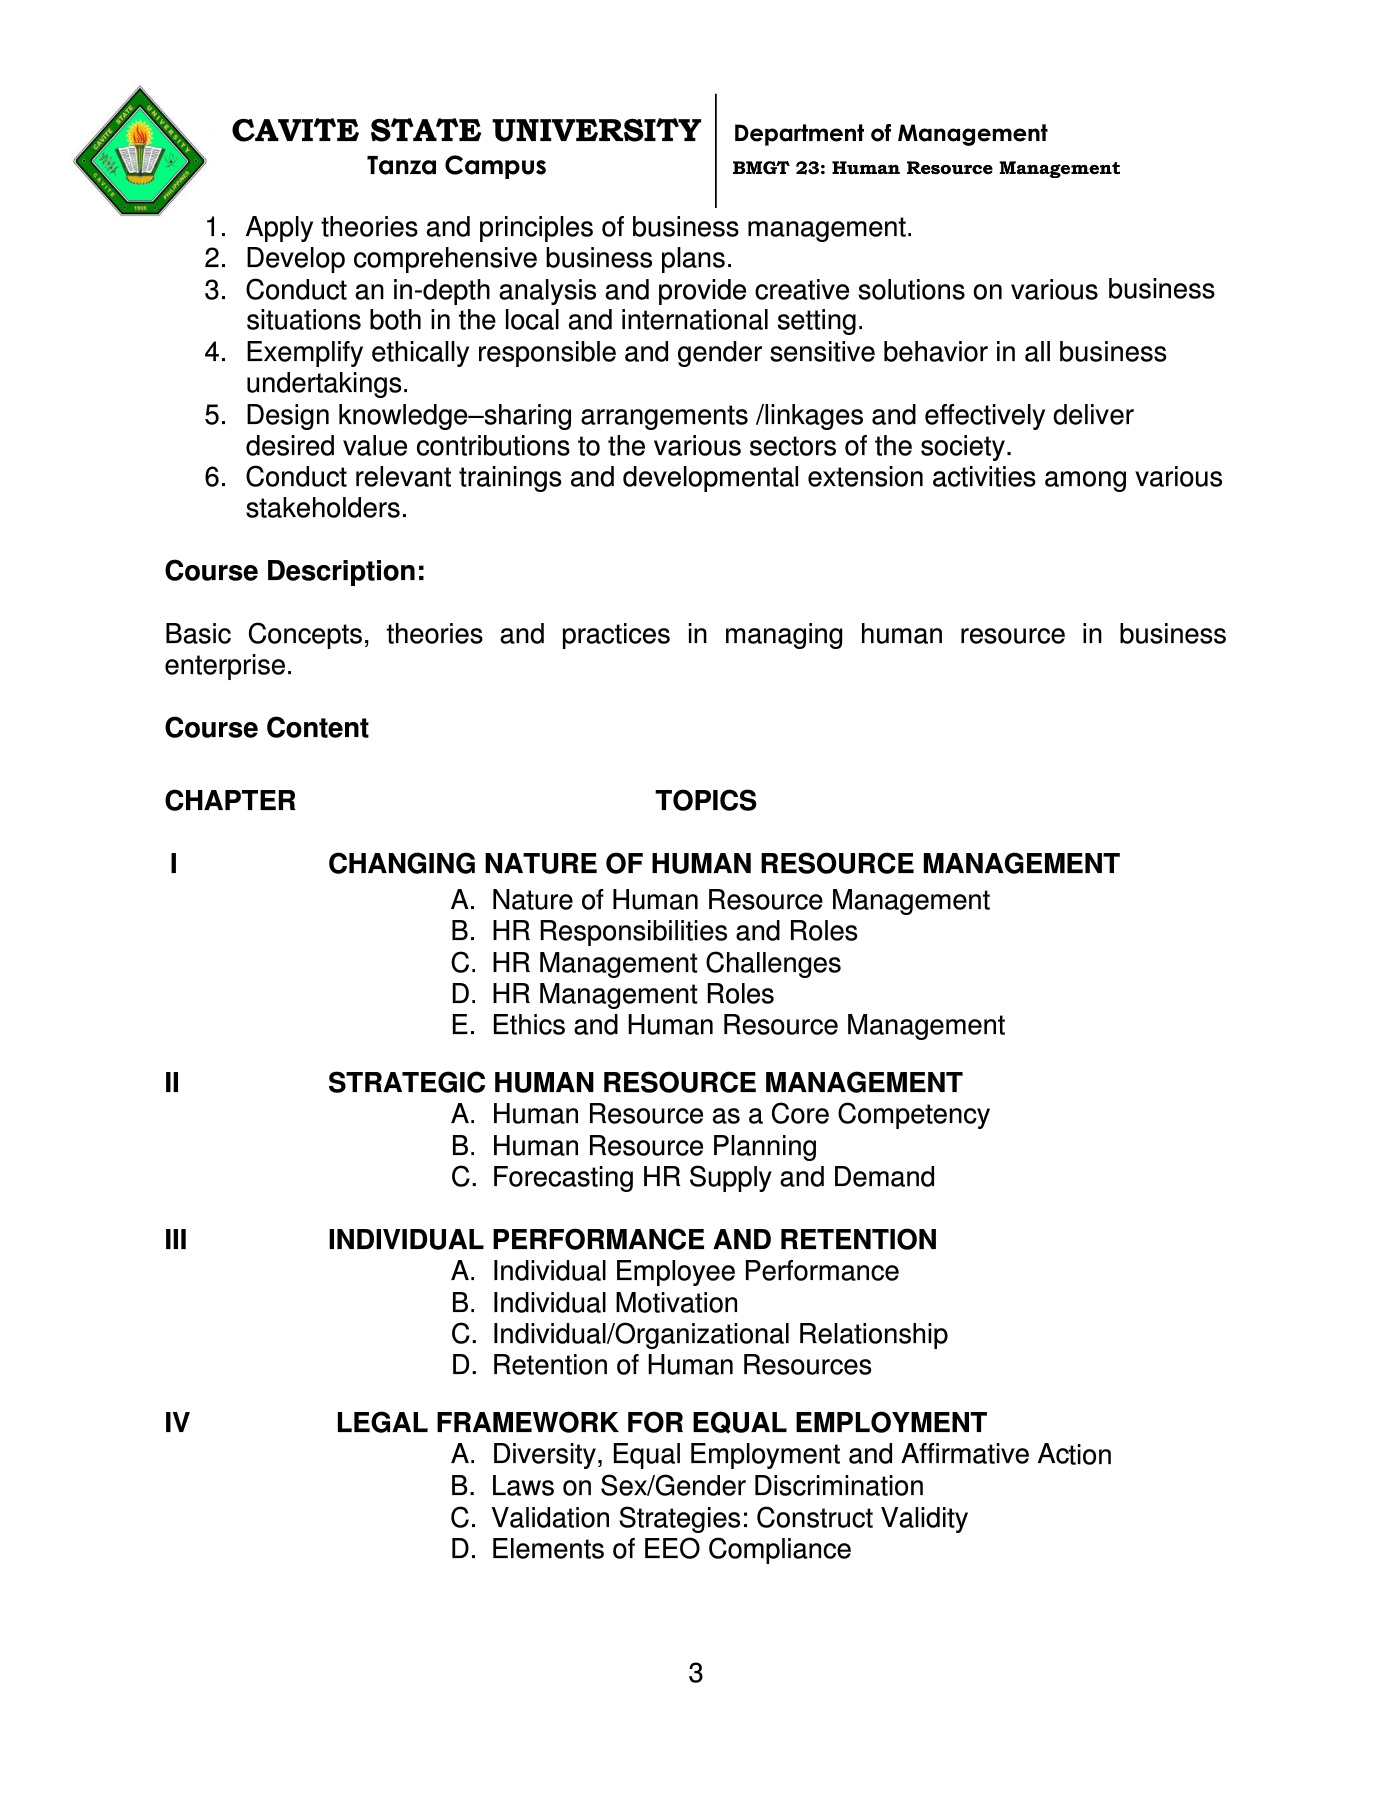 CAVITE STATE UNIVERSITY
Tanza Campus
Department of Management
BMGT 23: Human Resource Management
CAVITE STATE UNIVERSITY
CAVITE PHILIPPINES
1906
1. Apply theories and principles of business management.
2. Develop comprehensive business plans.
3. Conduct an in-depth analysis and provide creative solutions on various business
situations both in the local and international setting.
4. Exemplify ethically responsible and gender sensitive behavior in all business
undertakings.
5. Design knowledge–sharing arrangements /linkages and effectively deliver
desired value contributions to the various sectors of the society.
6. Conduct relevant trainings and developmental extension activities among various
stakeholders.
Course Description:
Basic Concepts, theories and practices in managing human resource in business
enterprise.
Course Content
CHAPTER TOPICS
I CHANGING NATURE OF HUMAN RESOURCE MANAGEMENT
A. Nature of Human Resource Management
B. HR Responsibilities and Roles
C. HR Management Challenges
D. HR Management Roles
E. Ethics and Human Resource Management
II STRATEGIC HUMAN RESOURCE MANAGEMENT
A. Human Resource as a Core Competency
B. Human Resource Planning
C. Forecasting HR Supply and Demand
III INDIVIDUAL PERFORMANCE AND RETENTION
A. Individual Employee Performance
B. Individual Motivation
C. Individual/Organizational Relationship
D. Retention of Human Resources
IV LEGAL FRAMEWORK FOR EQUAL EMPLOYMENT
A. Diversity, Equal Employment and Affirmative Action
B. Laws on Sex/Gender Discrimination
C. Validation Strategies: Construct Validity
D. Elements of EEO Compliance
3